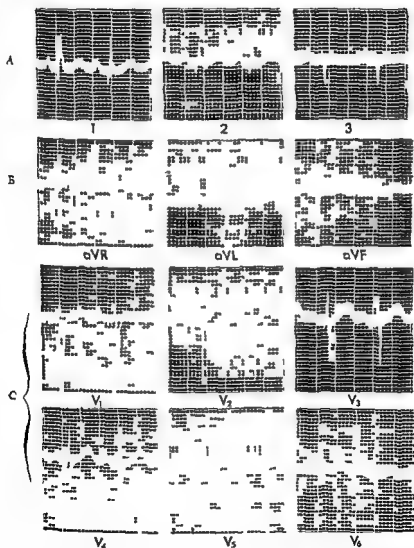 A
1 2 3
Б
aVR aVL aVF
C
V₁ V₂ V₃
V₄ V₅ V₆